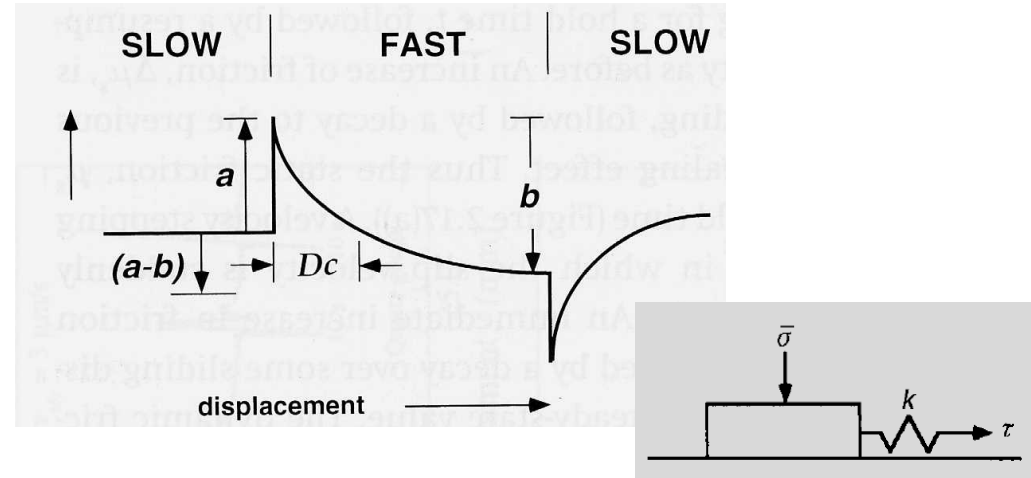 SLOW FAST SLOW
a
b
(a-b)
Dc
displacement
σ̄
k
τ